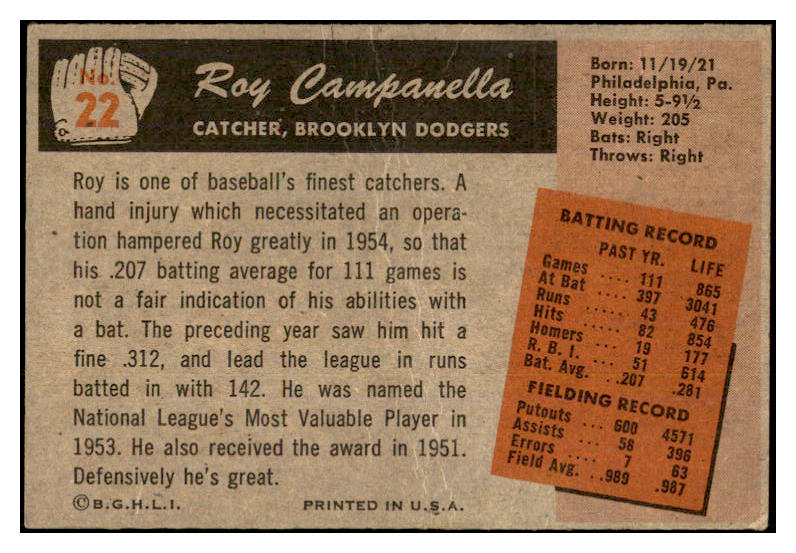 No.
22
Roy Campanella
CATCHER, BROOKLYN DODGERS
Born: 11/19/21
Philadelphia, Pa.
Height: 5-9½
Weight: 205
Bats: Right
Throws: Right
Roy is one of baseball's finest catchers. A
hand injury which necessitated an opera-
tion hampered Roy greatly in 1954, so that
his .207 batting average for 111 games is
not a fair indication of his abilities with
a bat. The preceding year saw him hit a
fine .312, and lead the league in runs
batted in with 142. He was named the
National League's Most Valuable Player in
1953. He also received the award in 1951.
Defensively he's great.
BATTING RECORD
PAST YR. LIFE
Games .... 111 865
At Bat .... 397 3041
Runs .... 43 476
Hits .... 82 854
Homers ... 19 177
R. B. I. ... 51 614
Bat. Avg. .. .207 .281
FIELDING RECORD
Putouts ... 600 4571
Assists ... 58 396
Errors .... 7 63
Field Avg. .. .989 .987
© B.G.H.L.I. PRINTED IN U.S.A.